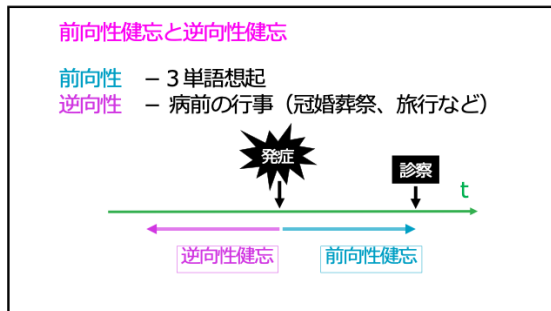 前向性健忘と逆向性健忘
前向性 – 3単語想起
逆向性 – 病前の行事（冠婚葬祭、旅行など）
発症
診察
t
逆向性健忘
前向性健忘